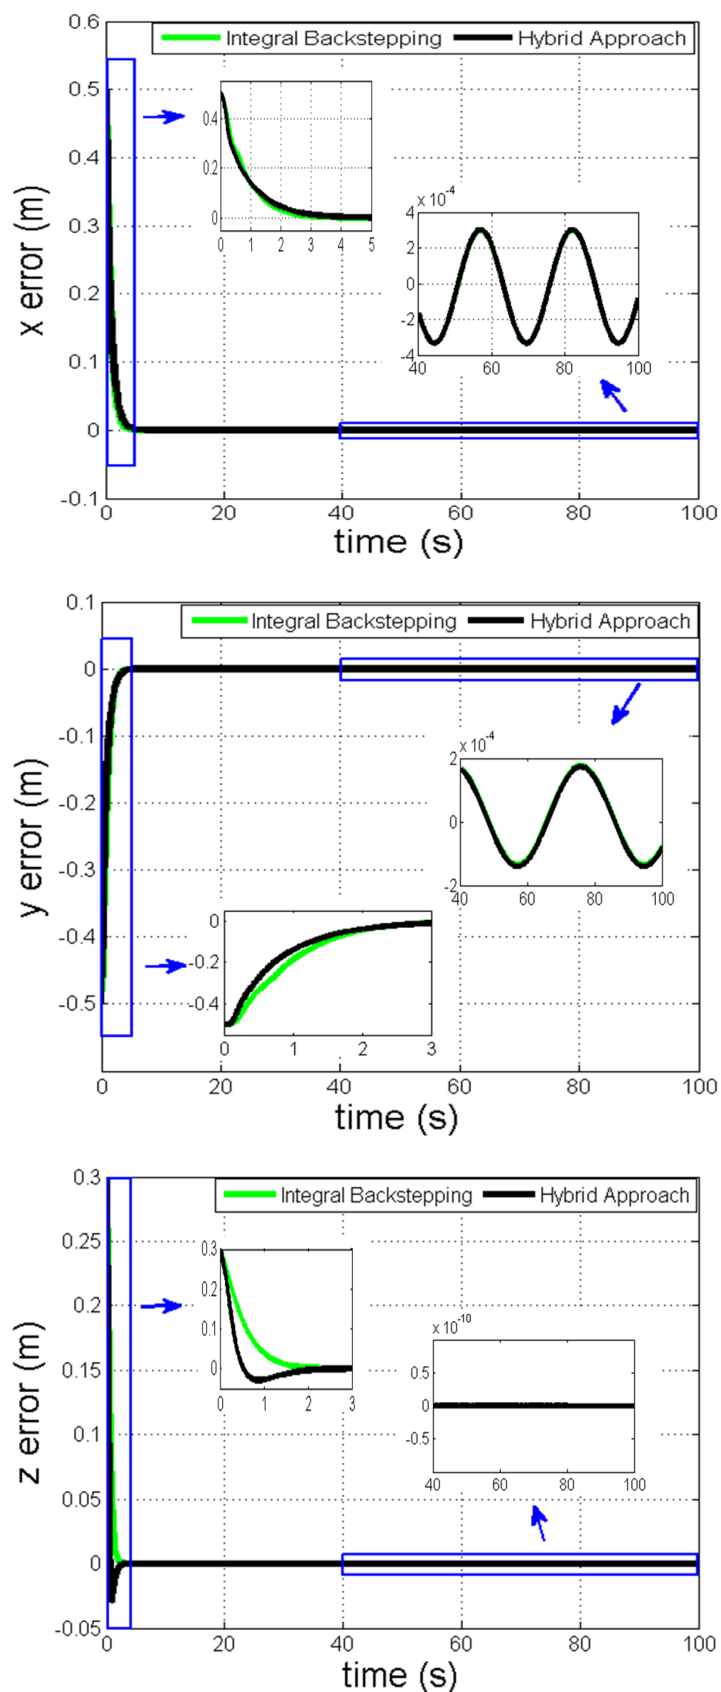 0.6
Integral Backstepping Hybrid Approach
0.5
0.4
0.3
0.2
0.1
0
-0.1
x error (m)
0.4
0.2
0
0 1 2 3 4 5
x 10-4
4
2
0
-2
-4
40 60 80 100
0 20 40 60 80 100
time (s)
0.1
Integral Backstepping Hybrid Approach
0
-0.1
-0.2
-0.3
-0.4
-0.5
y error (m)
x 10-4
2
0
-2
40 60 80 100
0
-0.2
-0.4
0 1 2 3
0 20 40 60 80 100
time (s)
0.3
Integral Backstepping Hybrid Approach
0.25
0.2
0.15
0.1
0.05
0
-0.05
z error (m)
0.3
0.2
0.1
0
0 1 2 3
x 10-10
0.5
0
-0.5
40 60 80 100
0 20 40 60 80 100
time (s)